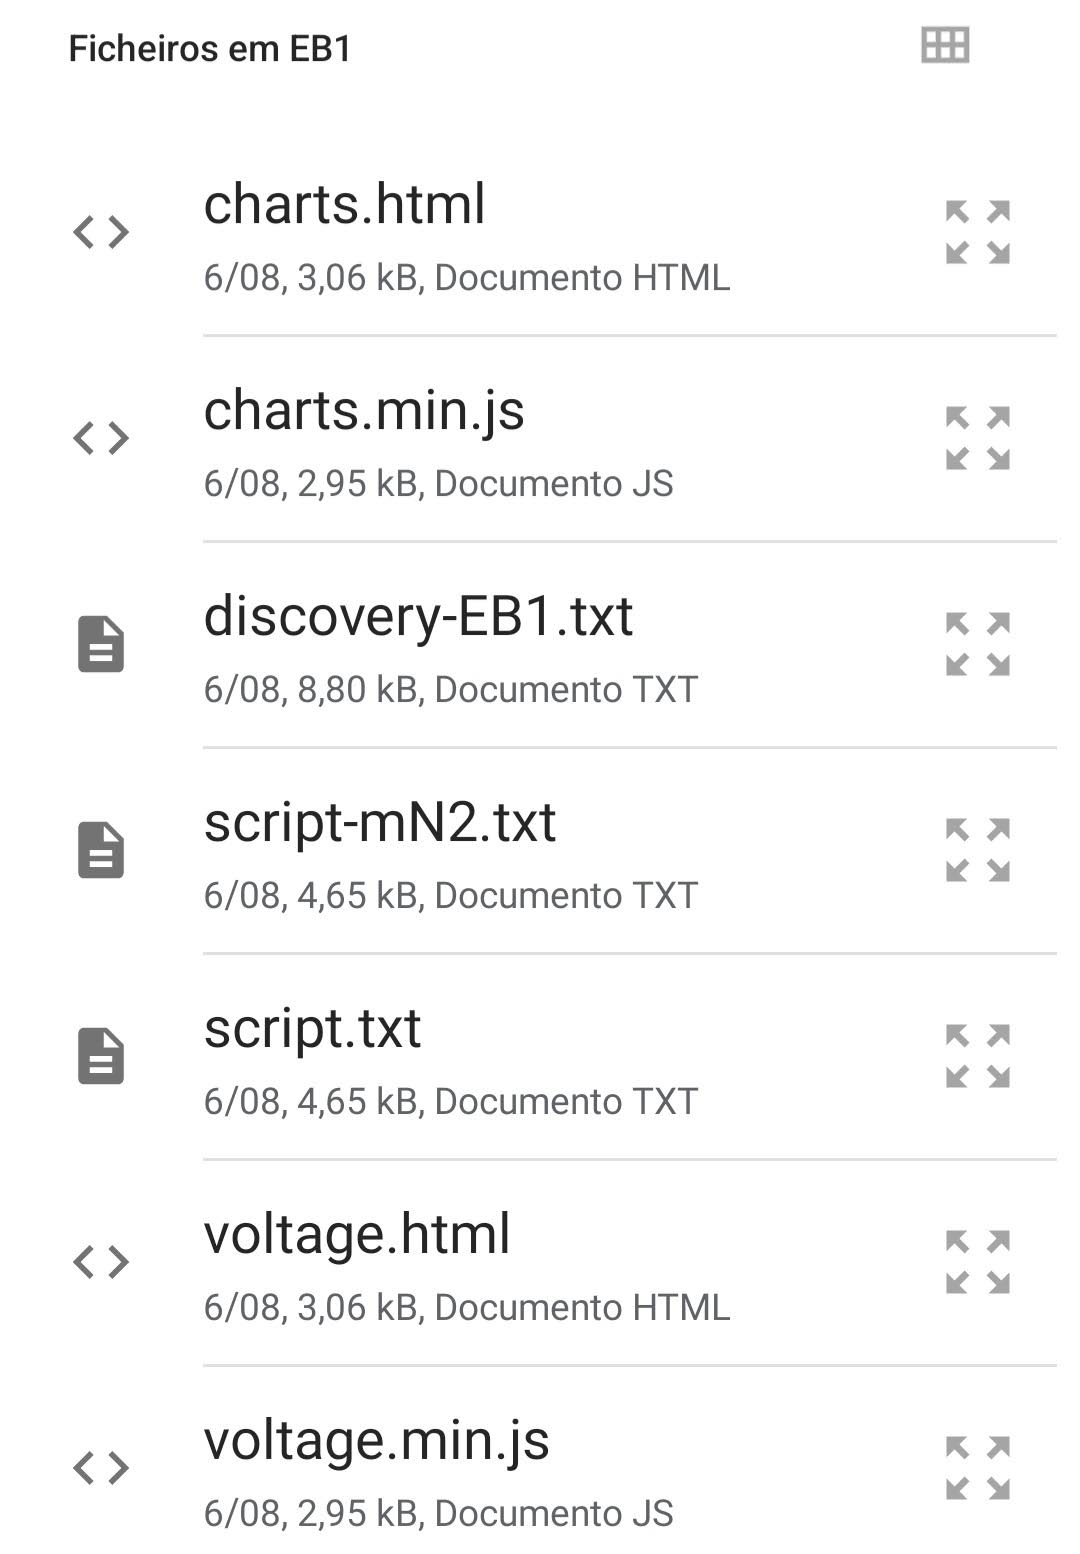 Ficheiros em EB1
charts.html
6/08, 3,06 kB, Documento HTML
charts.min.js
6/08, 2,95 kB, Documento JS
discovery-EB1.txt
6/08, 8,80 kB, Documento TXT
script-mN2.txt
6/08, 4,65 kB, Documento TXT
script.txt
6/08, 4,65 kB, Documento TXT
voltage.html
6/08, 3,06 kB, Documento HTML
voltage.min.js
6/08, 2,95 kB, Documento JS